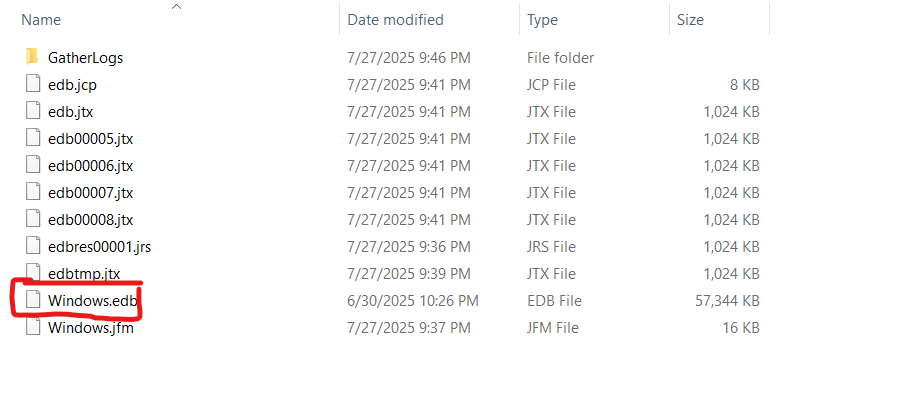 Name Date modified Type Size
GatherLogs 7/27/2025 9:46 PM File folder
edb.jcp 7/27/2025 9:41 PM JCP File 8 KB
edb.jtx 7/27/2025 9:41 PM JTX File 1,024 KB
edb00005.jtx 7/27/2025 9:41 PM JTX File 1,024 KB
edb00006.jtx 7/27/2025 9:41 PM JTX File 1,024 KB
edb00007.jtx 7/27/2025 9:41 PM JTX File 1,024 KB
edb00008.jtx 7/27/2025 9:41 PM JTX File 1,024 KB
edbres00001.jrs 7/27/2025 9:36 PM JRS File 1,024 KB
edbtmp.jtx 7/27/2025 9:39 PM JTX File 1,024 KB
Windows.edb 6/30/2025 10:26 PM EDB File 57,344 KB
Windows.jfm 7/27/2025 9:37 PM JFM File 16 KB